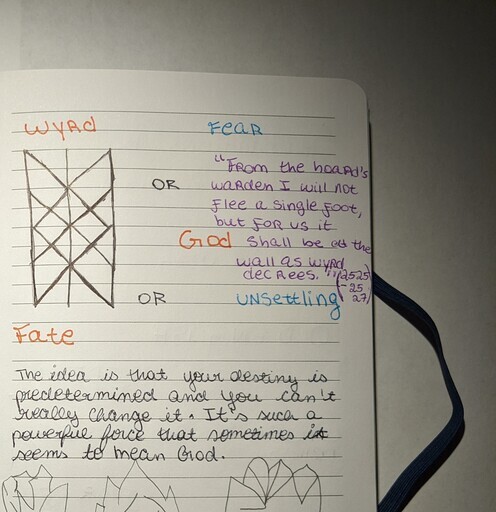 Wyrd
Fear
"From the hoard's
OR
warden I will not
flee a single foot,
but for us it
God
shall be at the
wall as wyrd
decrees." (2525
-25
27)
OR
Unsettling
Fate
The idea is that your destiny is
predetermined and you can't
really change it. It's such a
powerful force that sometimes it
seems to mean God.